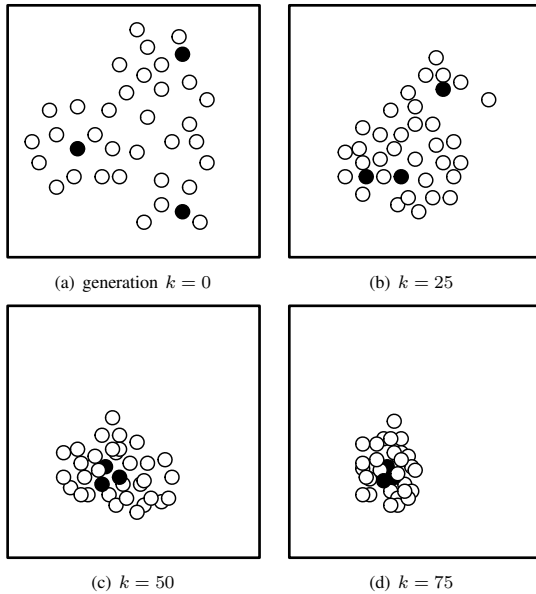 (a) generation k = 0
(b) k = 25
(c) k = 50
(d) k = 75